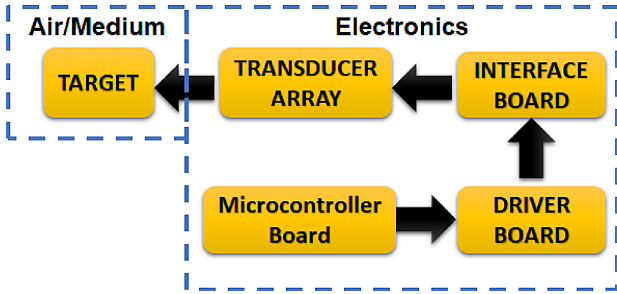 Air/Medium
Electronics
TARGET
TRANSDUCER
ARRAY
INTERFACE
BOARD
Microcontroller
Board
DRIVER
BOARD